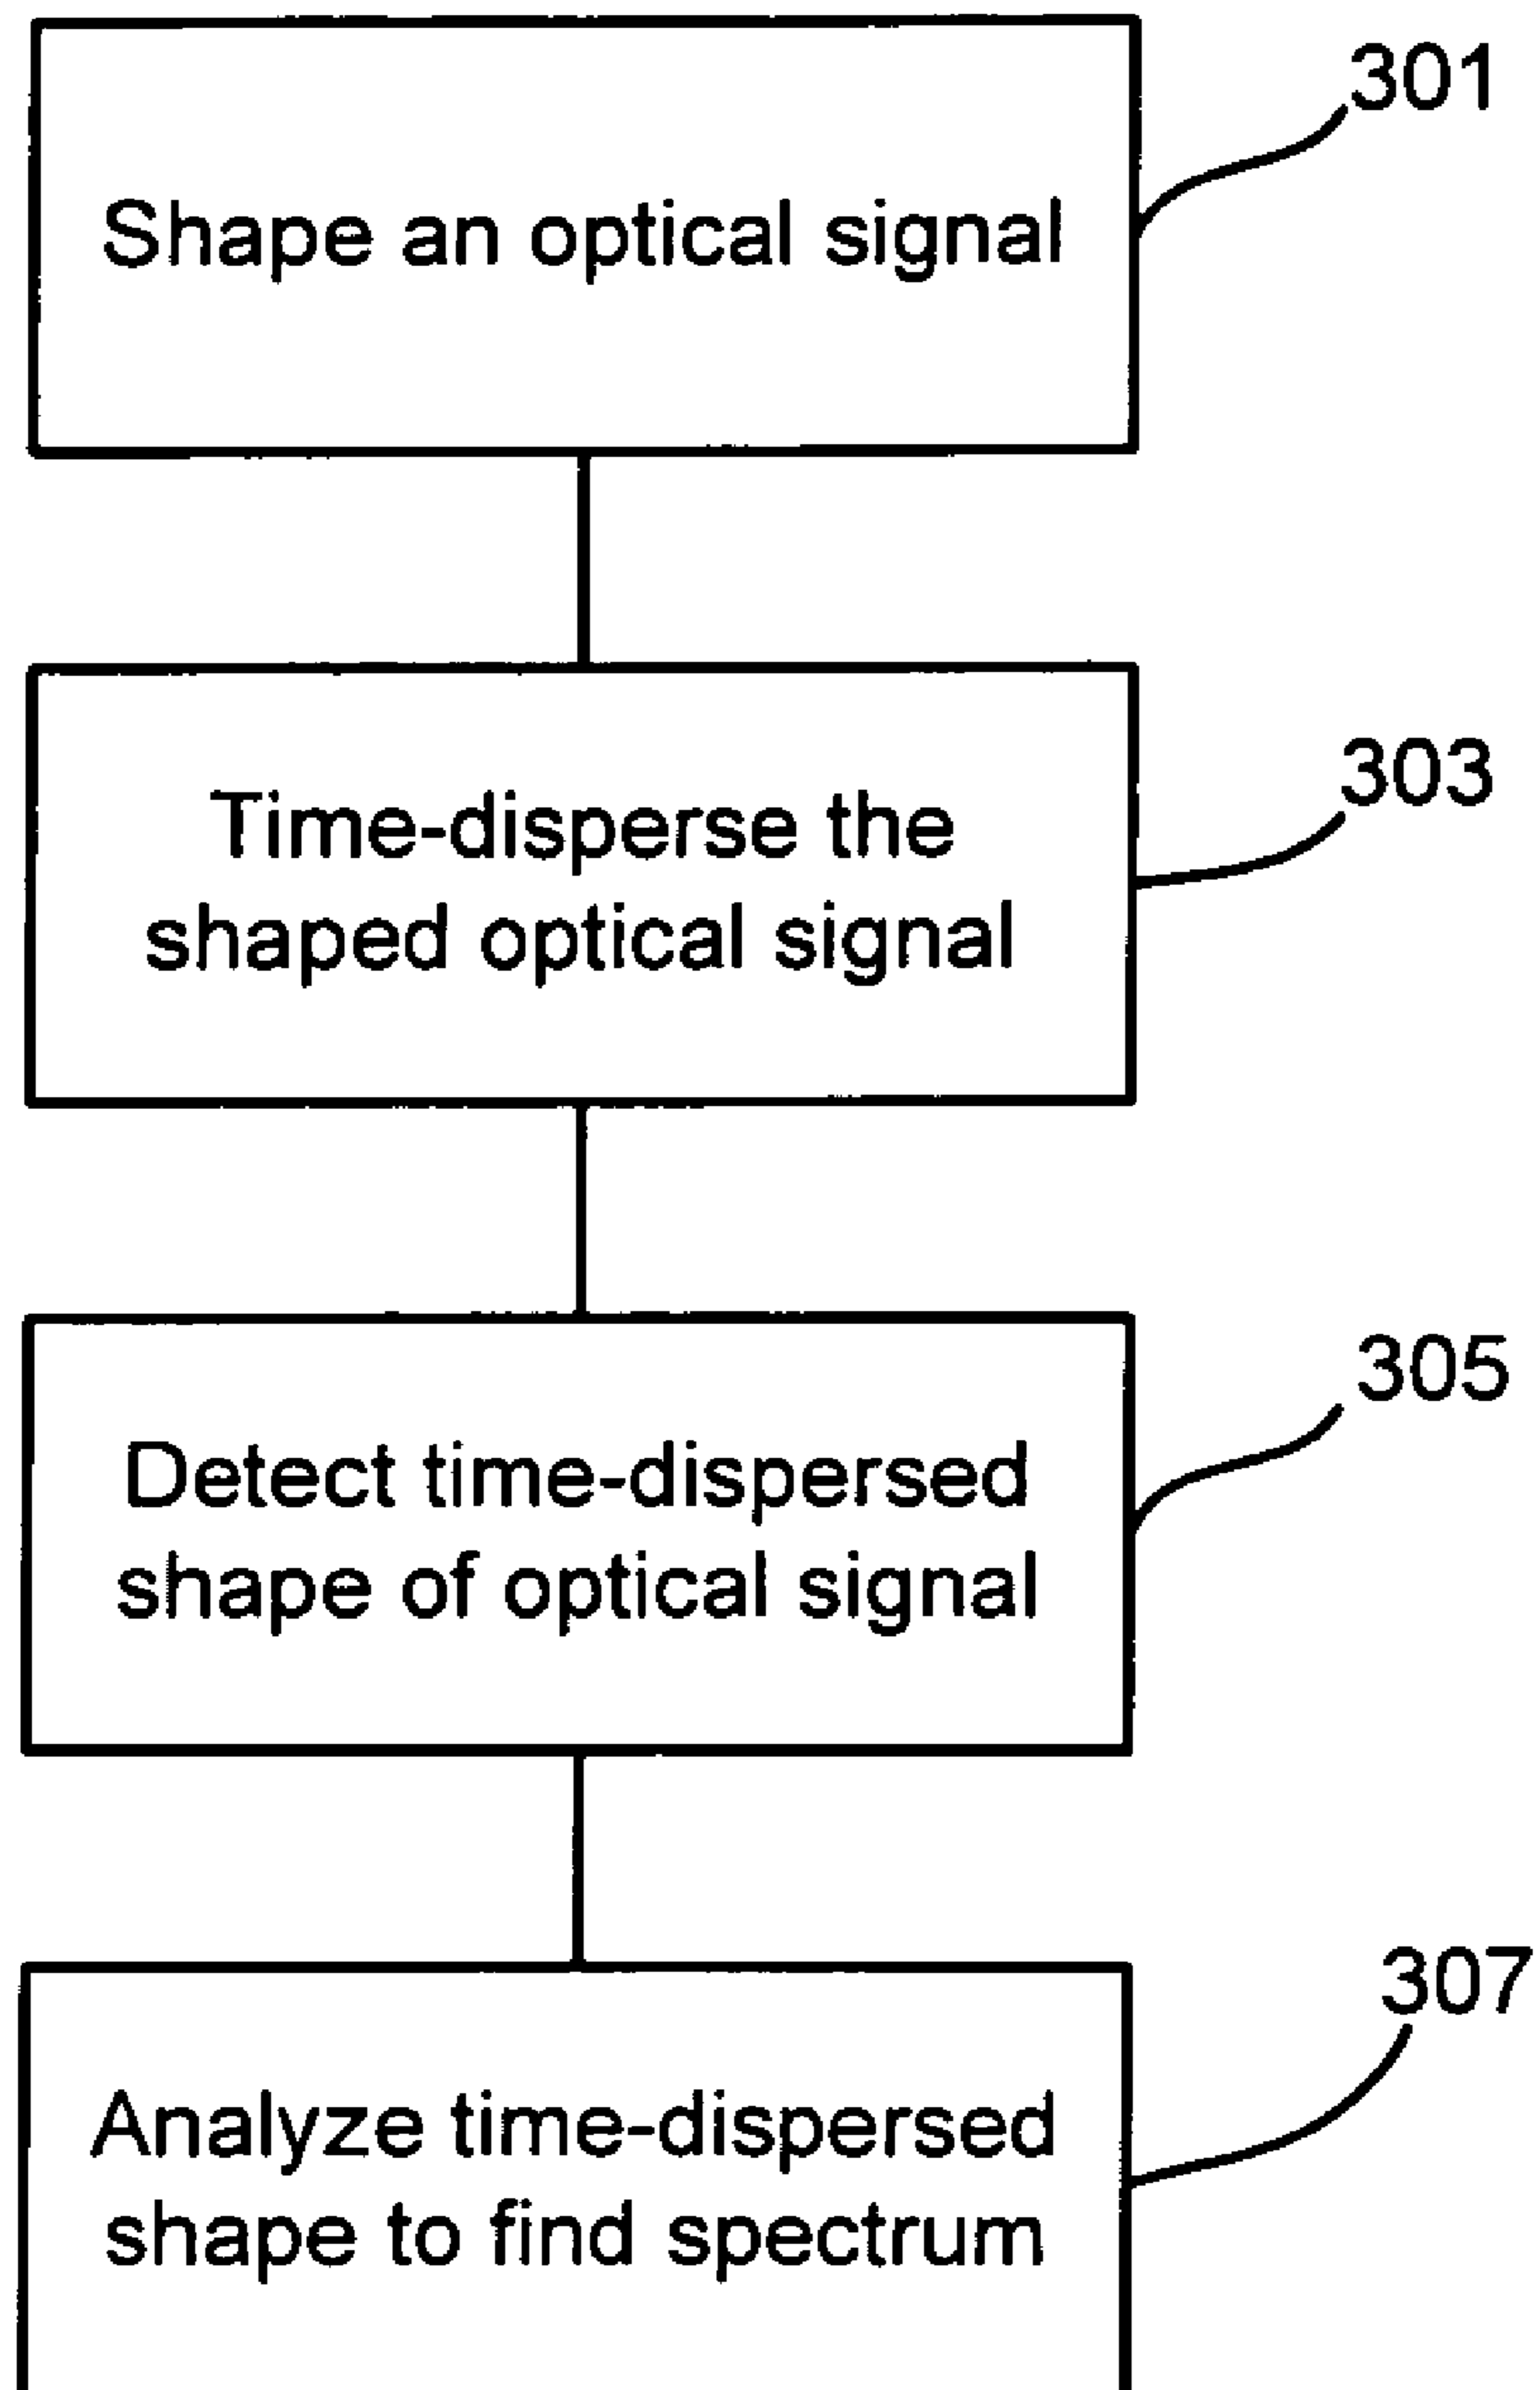 301
Shape an optical signal
303
Time-disperse the
shaped optical signal
305
Detect time-dispersed
shape of optical signal
307
Analyze time-dispersed
shape to find spectrum